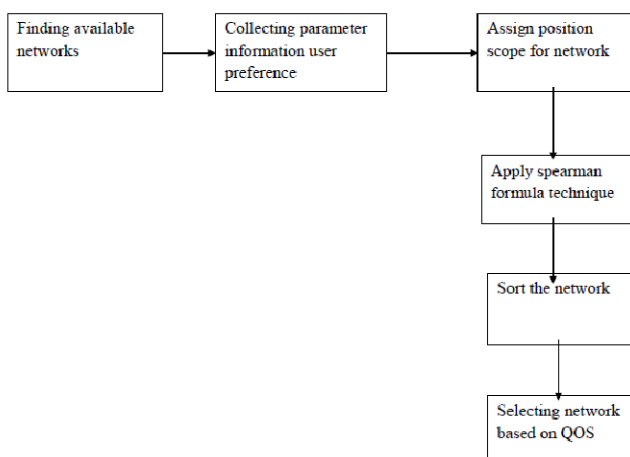 Finding available
networks
Collecting parameter
information user
preference
Assign position
scope for network
Apply spearman
formula technique
Sort the network
Selecting network
based on QOS